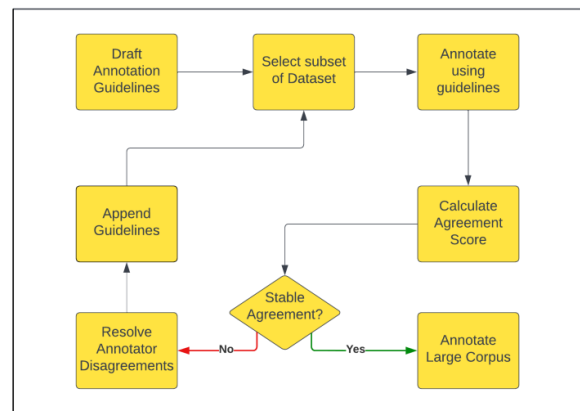 Draft
Annotation
Guidelines
Select subset
of Dataset
Annotate
using
guidelines
Append
Guidelines
Calculate
Agreement
Score
Stable
Agreement?
Resolve
Annotator
Disagreements
No
Yes
Annotate
Large Corpus